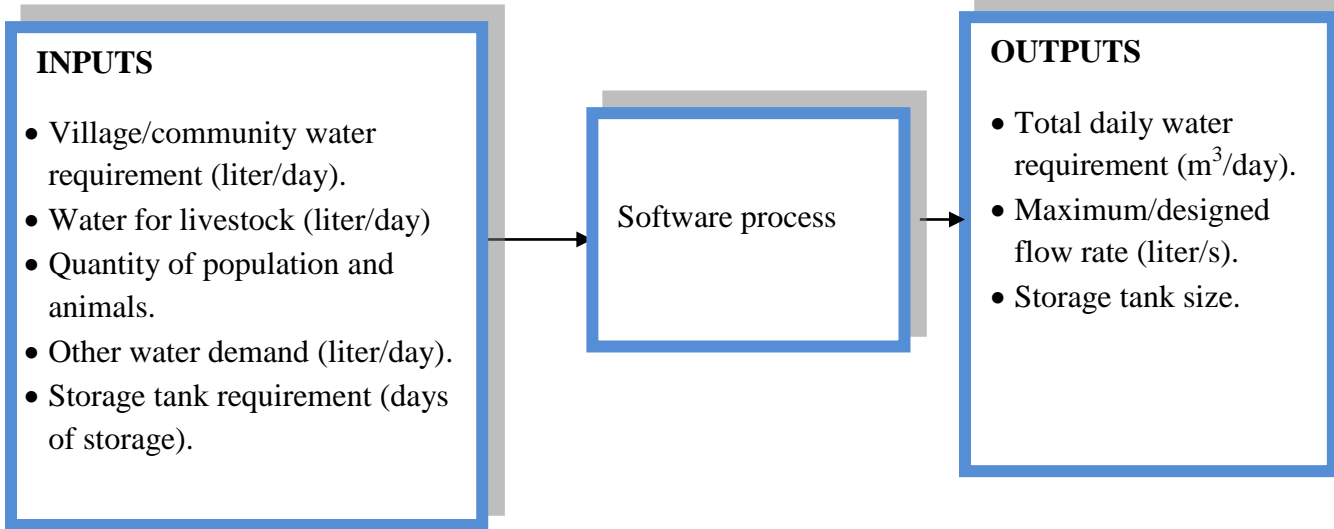 INPUTS
• Village/community water
requirement (liter/day).
• Water for livestock (liter/day)
• Quantity of population and
animals.
• Other water demand (liter/day).
• Storage tank requirement (days
of storage).
Software process
OUTPUTS
• Total daily water
requirement (m³/day).
• Maximum/designed
flow rate (liter/s).
• Storage tank size.